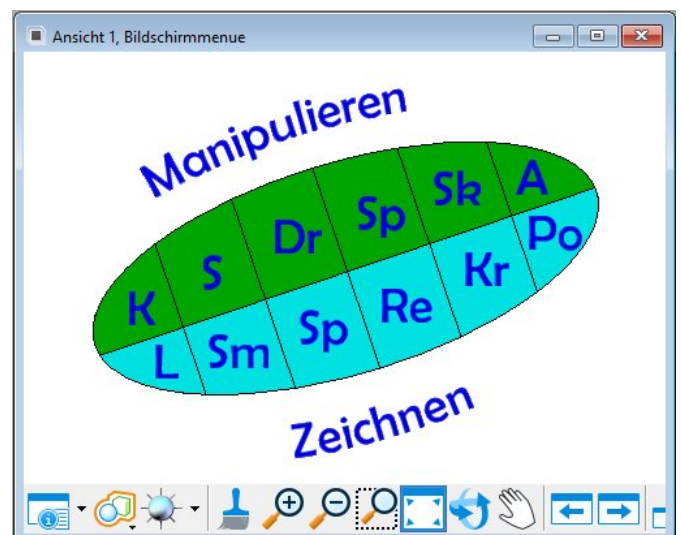 Ansicht 1, Bildschirmmenue
Manipulieren
K S Dr Sp Sk A
L Sm Sp Re Kr Po
Zeichnen